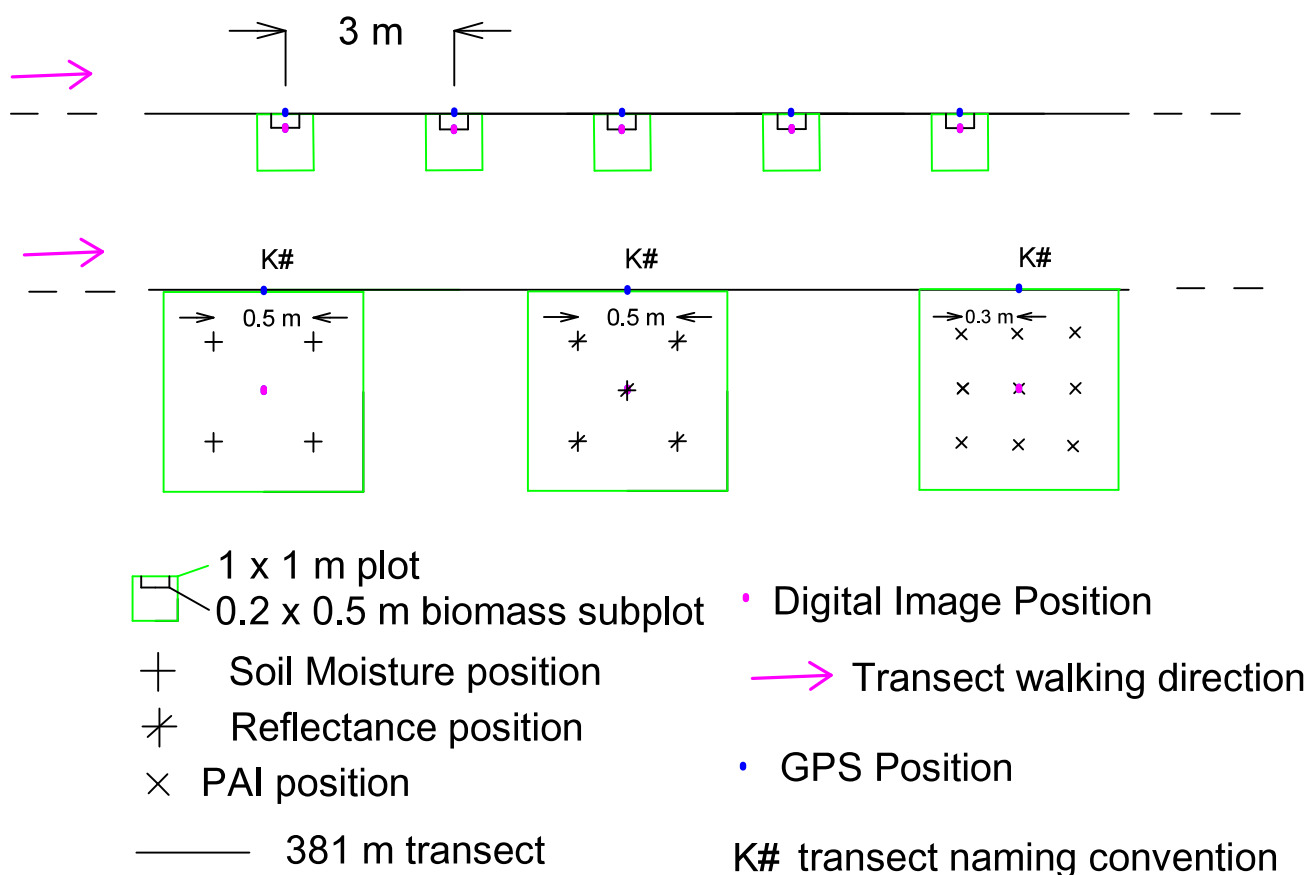 3 m
K#
K#
K#
0.5 m
0.5 m
0.3 m
1 x 1 m plot
0.2 x 0.5 m biomass subplot
Soil Moisture position
Reflectance position
PAI position
381 m transect
Digital Image Position
Transect walking direction
GPS Position
K# transect naming convention